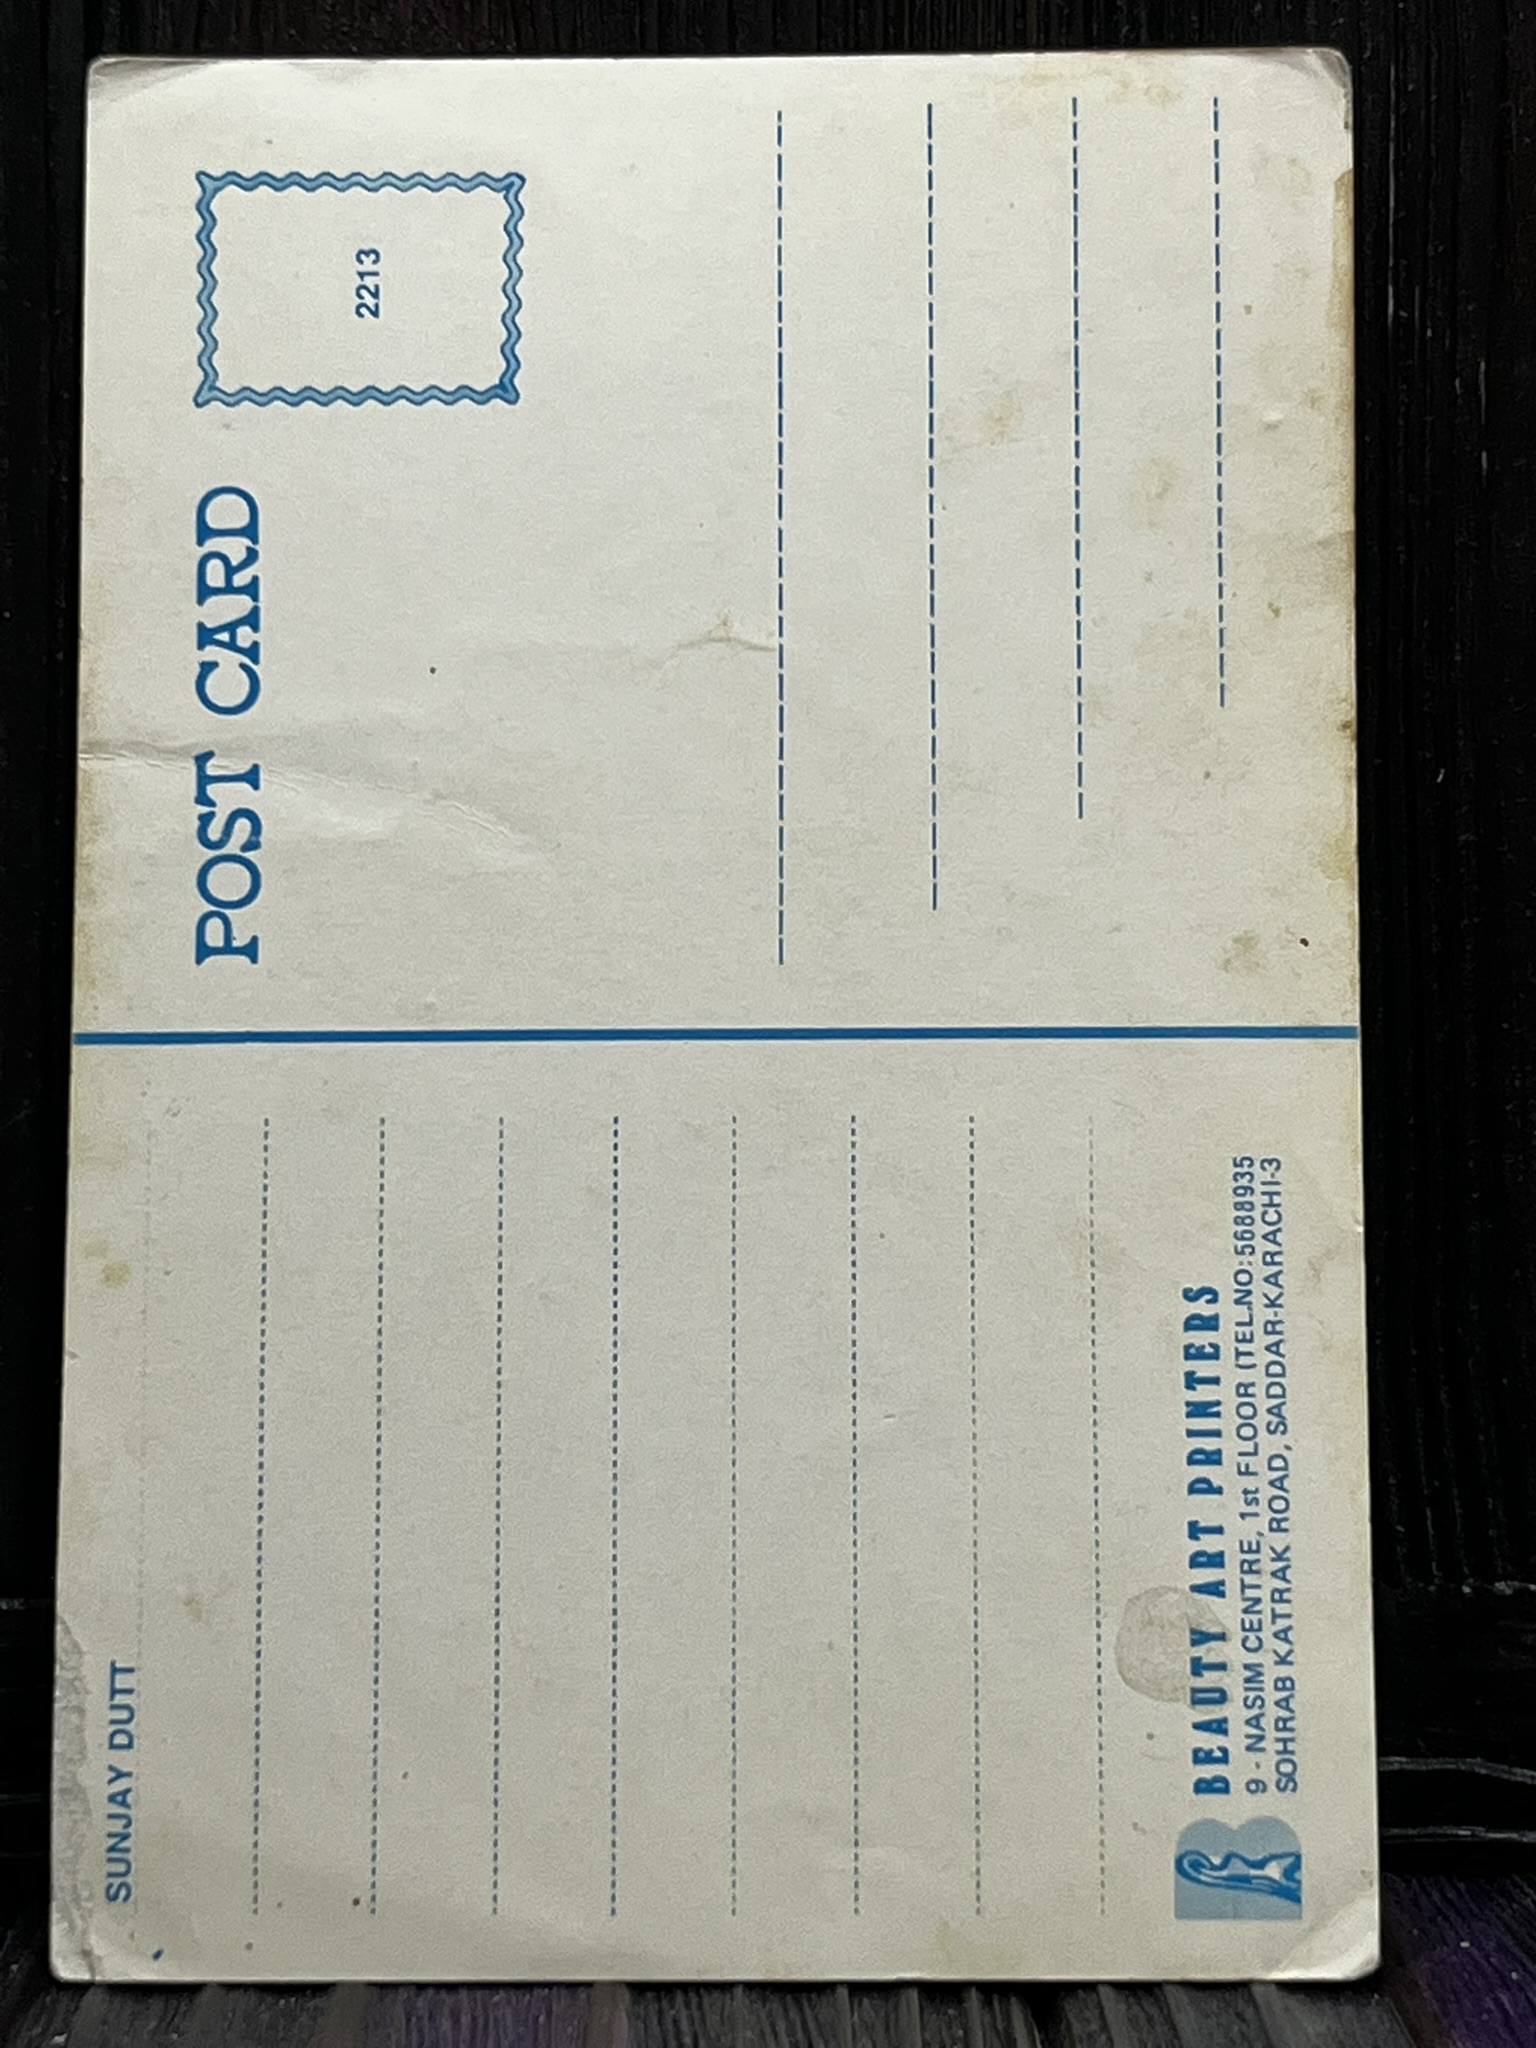 SUNJAY DUTT
POST CARD
2213
BEAUTY ART PRINTERS
9 - NASIM CENTRE, 1st FLOOR (TEL.NO: 5688935
SOHRAB KATRAK ROAD, SADDAR-KARACHI-3